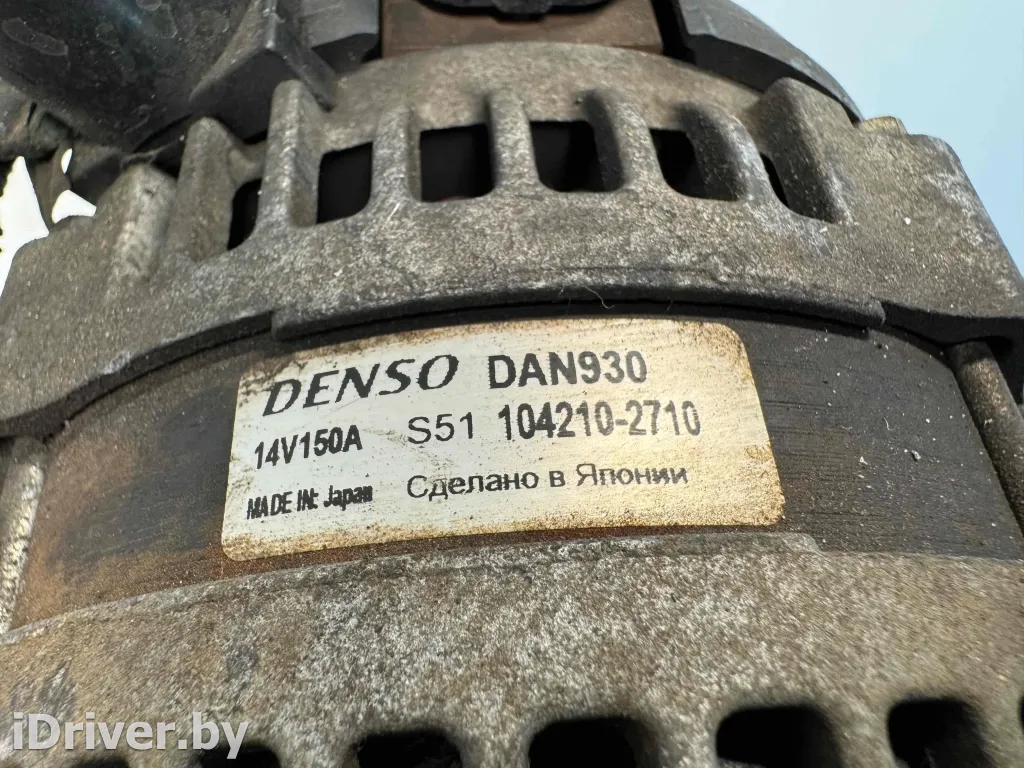 DENSO DAN930
14V150A S51 104210-2710
MADE IN: Japan Сделано в Японии
iDriver.by